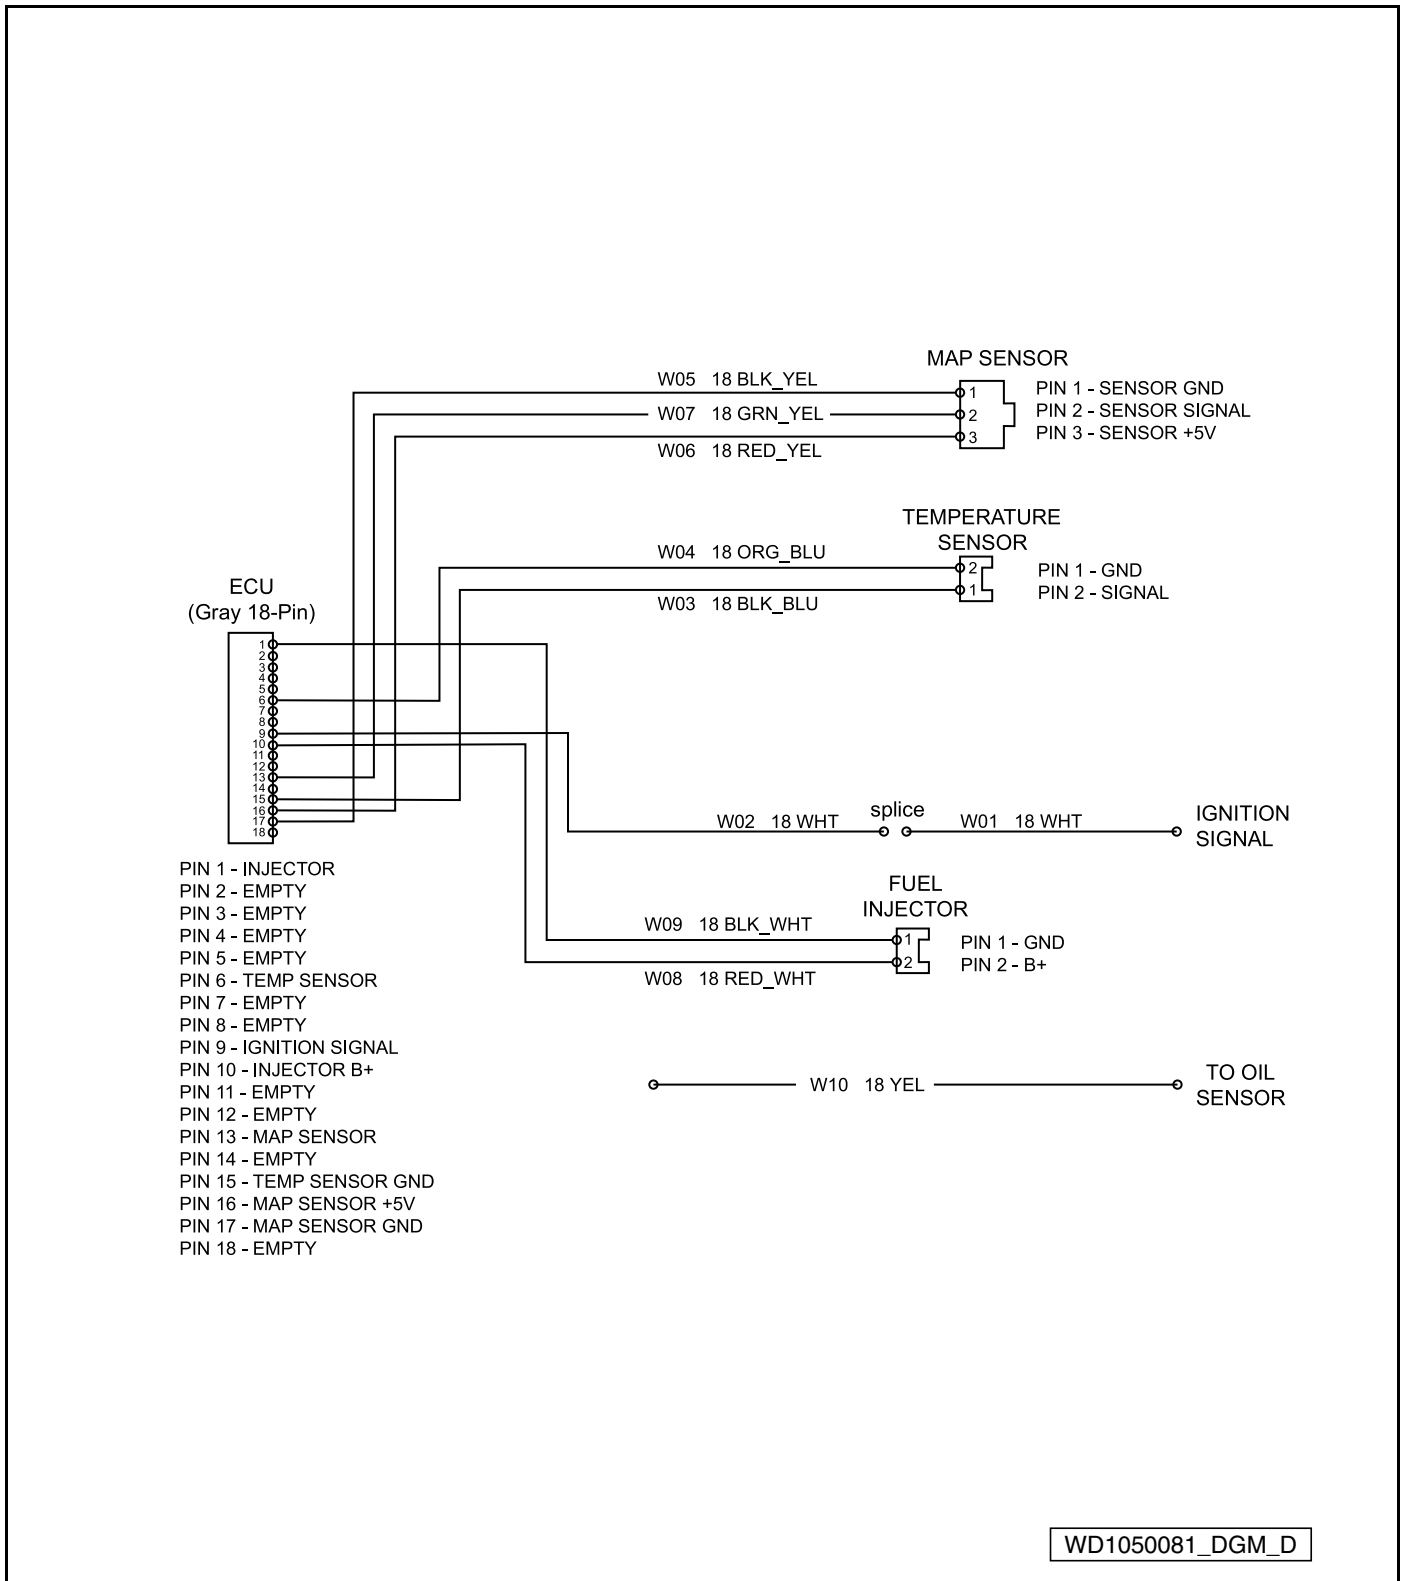 MAP SENSOR
W05 18 BLK_YEL
1
PIN 1 - SENSOR GND
W07 18 GRN_YEL
2
PIN 2 - SENSOR SIGNAL
3
PIN 3 - SENSOR +5V
W06 18 RED_YEL
TEMPERATURE
SENSOR
W04 18 ORG_BLU
2
PIN 1 - GND
1
PIN 2 - SIGNAL
W03 18 BLK_BLU
ECU
(Gray 18-Pin)
1
2
3
4
5
6
7
8
9
10
11
12
13
14
15
16
17
18
splice
W02 18 WHT
W01 18 WHT
IGNITION
SIGNAL
FUEL
INJECTOR
W09 18 BLK_WHT
1
PIN 1 - GND
2
PIN 2 - B+
W08 18 RED_WHT
W10 18 YEL
TO OIL
SENSOR
PIN 1 - INJECTOR
PIN 2 - EMPTY
PIN 3 - EMPTY
PIN 4 - EMPTY
PIN 5 - EMPTY
PIN 6 - TEMP SENSOR
PIN 7 - EMPTY
PIN 8 - EMPTY
PIN 9 - IGNITION SIGNAL
PIN 10 - INJECTOR B+
PIN 11 - EMPTY
PIN 12 - EMPTY
PIN 13 - MAP SENSOR
PIN 14 - EMPTY
PIN 15 - TEMP SENSOR GND
PIN 16 - MAP SENSOR +5V
PIN 17 - MAP SENSOR GND
PIN 18 - EMPTY
WD1050081_DGM_D